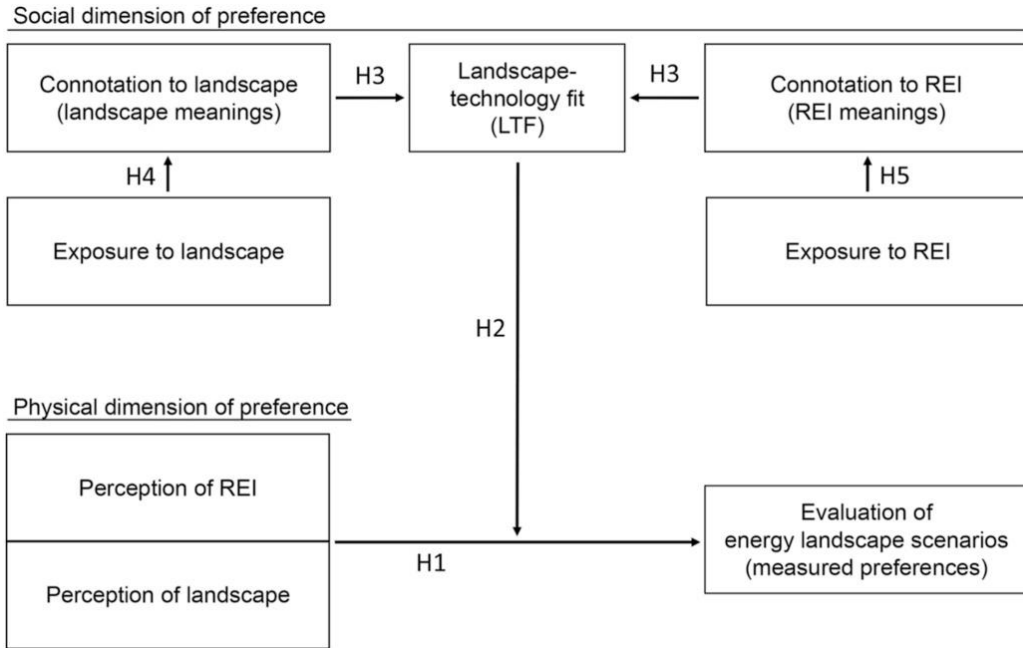 Social dimension of preference
Connotation to landscape
(landscape meanings)
H3
Landscape-
technology fit
(LTF)
H3
Connotation to REI
(REI meanings)
H4
H5
Exposure to landscape
Exposure to REI
H2
Physical dimension of preference
Perception of REI
Perception of landscape
H1
Evaluation of
energy landscape scenarios
(measured preferences)